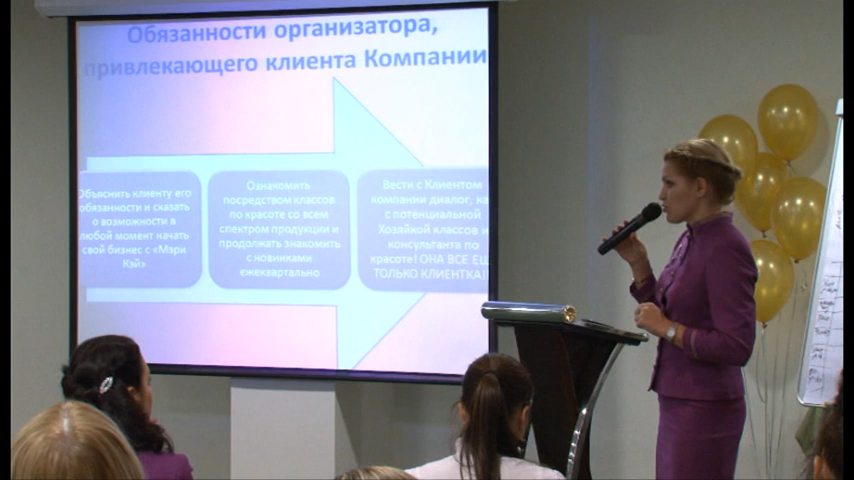 Обязанности организатора,
привлекающего клиента Компании
Объяснить клиенту его
обязанности и сказать
о возможности в
любой момент начать
свой бизнес с «Мэри
Кэй»
Ознакомить
посредством классов
по красоте со всем
спектром продукции и
продолжать знакомить
с новинками
ежеквартально
Вести с Клиентом
компании диалог, ка
с потенциальной
Хозяйкой классов и
консультанта по
красоте! ОНА ВСЕ ЕЩ
ТОЛЬКО КЛИЕНТКА!